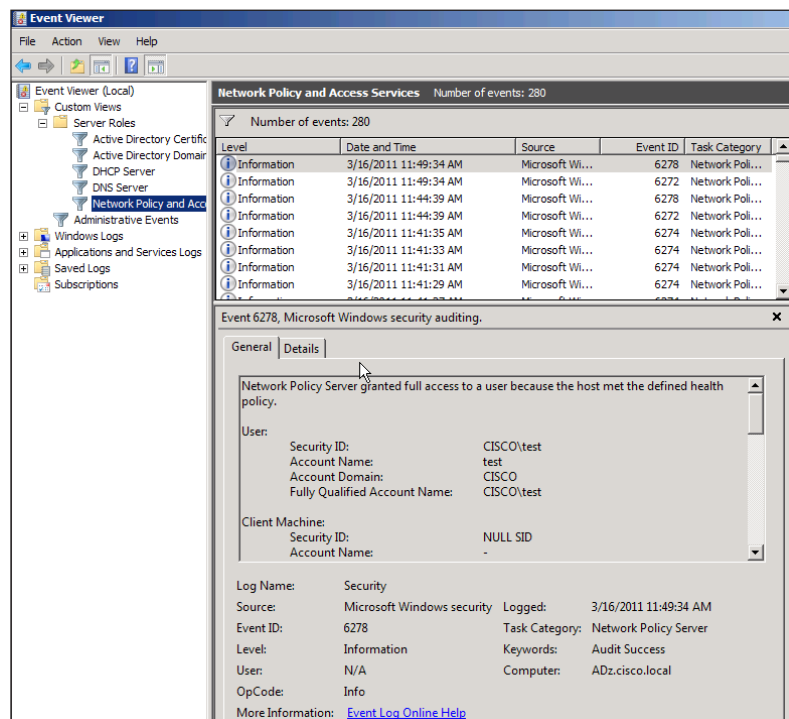 Event Viewer
File Action View Help
Event Viewer (Local)
Custom Views
Server Roles
Active Directory Certific
Active Directory Domair
DHCP Server
DNS Server
Network Policy and Acce
Administrative Events
Windows Logs
Applications and Services Logs
Saved Logs
Subscriptions
Network Policy and Access Services Number of events: 280
Number of events: 280
Level Date and Time Source Event ID Task Category
Information 3/16/2011 11:49:34 AM Microsoft Wi... 6278 Network Poli...
Information 3/16/2011 11:49:34 AM Microsoft Wi... 6272 Network Poli...
Information 3/16/2011 11:44:39 AM Microsoft Wi... 6278 Network Poli...
Information 3/16/2011 11:44:39 AM Microsoft Wi... 6272 Network Poli...
Information 3/16/2011 11:41:35 AM Microsoft Wi... 6274 Network Poli...
Information 3/16/2011 11:41:33 AM Microsoft Wi... 6274 Network Poli...
Information 3/16/2011 11:41:31 AM Microsoft Wi... 6274 Network Poli...
Information 3/16/2011 11:41:29 AM Microsoft Wi... 6274 Network Poli...
Event 6278, Microsoft Windows security auditing.
General Details
Network Policy Server granted full access to a user because the host met the defined health
policy.
User:
Security ID: CISCO\test
Account Name: test
Account Domain: CISCO
Fully Qualified Account Name: CISCO\test
Client Machine:
Security ID: NULL SID
Account Name: -
Log Name: Security
Source: Microsoft Windows security Logged: 3/16/2011 11:49:34 AM
Event ID: 6278 Task Category: Network Policy Server
Level: Information Keywords: Audit Success
User: N/A Computer: ADz.cisco.local
OpCode: Info
More Information: Event Log Online Help